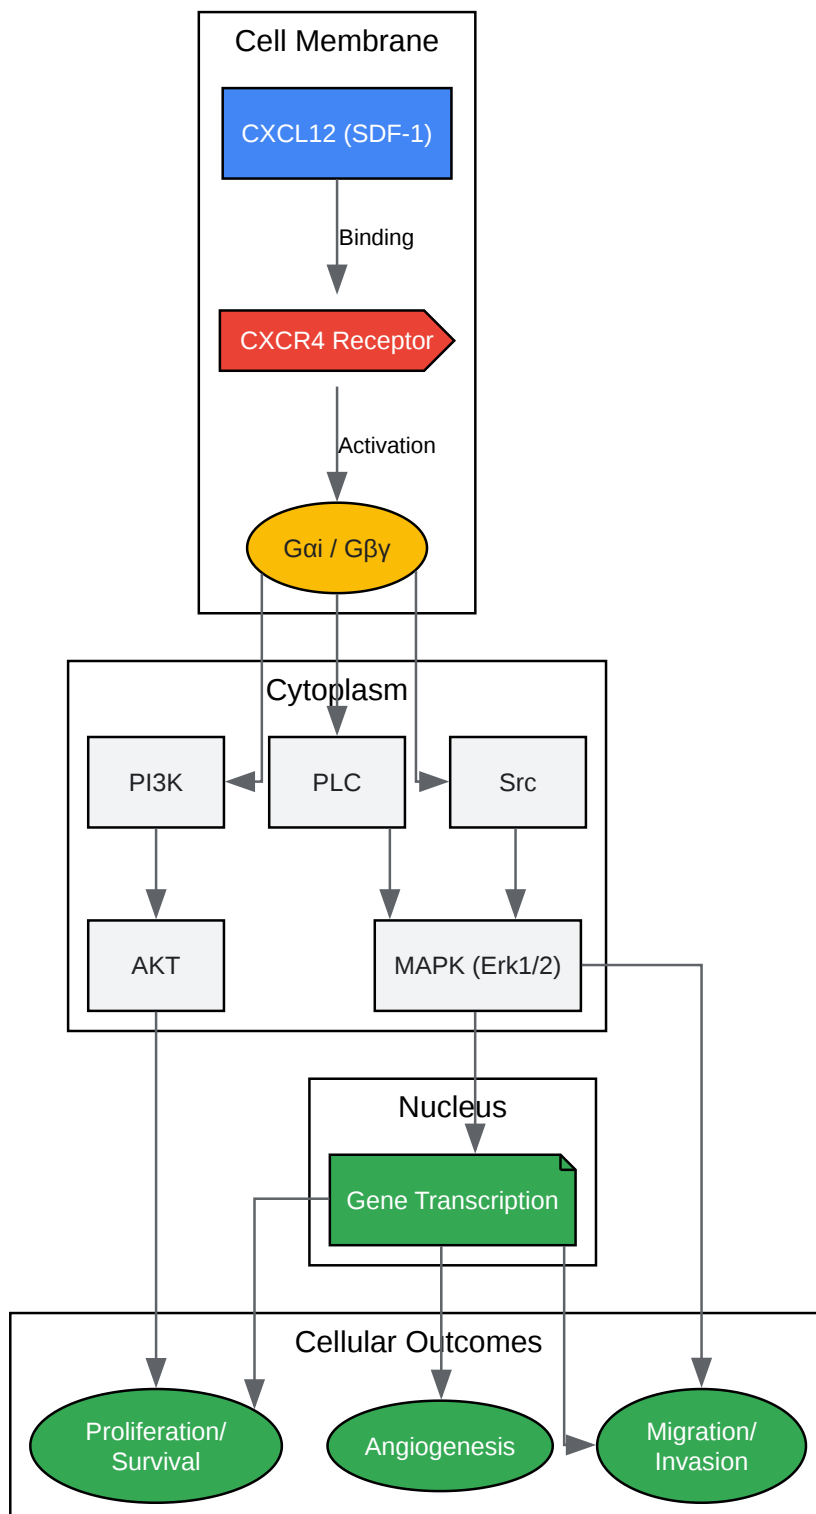 Cell Membrane
CXCL12 (SDF-1)
Binding
CXCR4 Receptor
Activation
Gαi / Gβγ
Cytoplasm
PI3K
PLC
Src
AKT
MAPK (Erk1/2)
Nucleus
Gene Transcription
Cellular Outcomes
Proliferation/
Survival
Angiogenesis
Migration/
Invasion